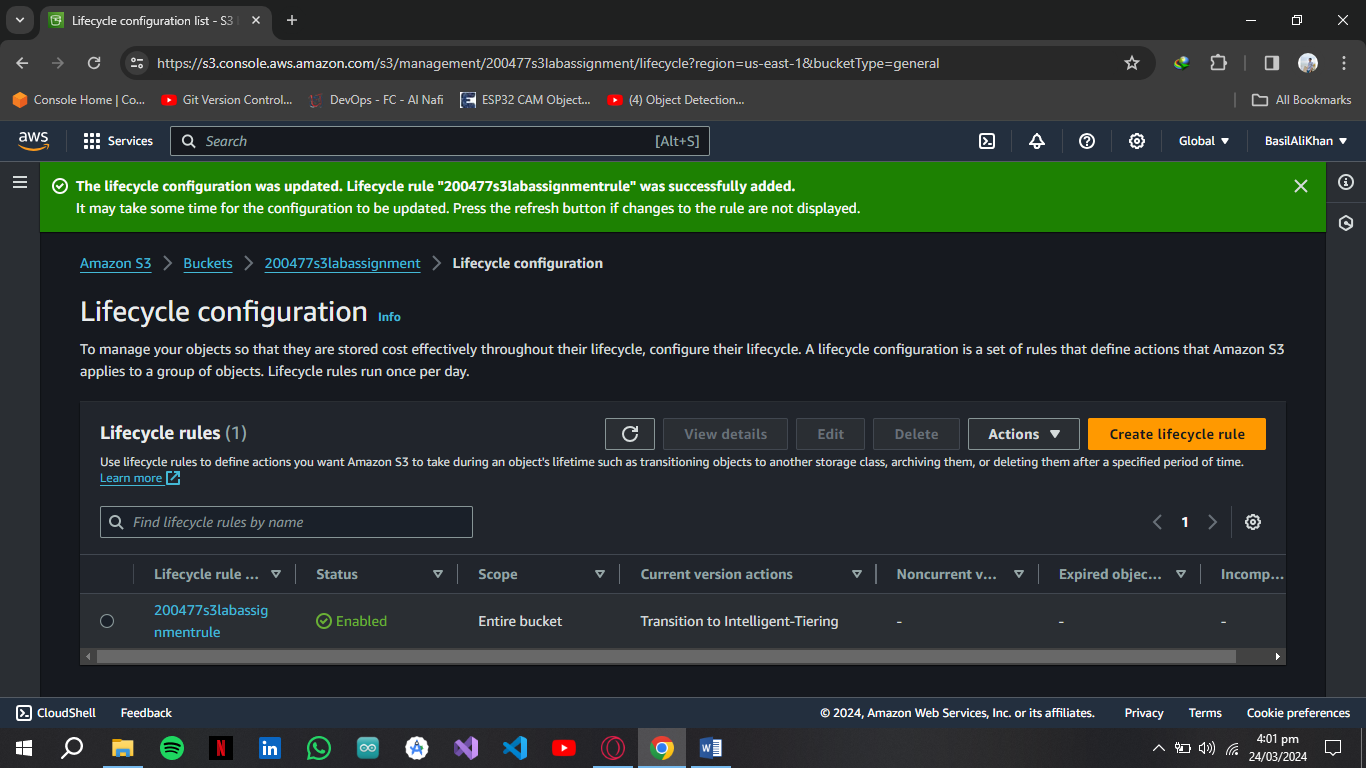 Lifecycle configuration list - S3
https://s3.console.aws.amazon.com/s3/management/200477s3labassignment/lifecycle?region=us-east-1&bucketType=general
Console Home | Co... Git Version Control... DevOps - FC - Al Nafi ESP32 CAM Object... (4) Object Detection... All Bookmarks
aws Services Search [Alt+S] Global BasilAliKhan
The lifecycle configuration was updated. Lifecycle rule "200477s3labassignmentrule" was successfully added.
It may take some time for the configuration to be updated. Press the refresh button if changes to the rule are not displayed.
Amazon S3 Buckets 200477s3labassignment Lifecycle configuration
Lifecycle configuration Info
To manage your objects so that they are stored cost effectively throughout their lifecycle, configure their lifecycle. A lifecycle configuration is a set of rules that define actions that Amazon S3
applies to a group of objects. Lifecycle rules run once per day.
Lifecycle rules (1) View details Edit Delete Actions Create lifecycle rule
Use lifecycle rules to define actions you want Amazon S3 to take during an object's lifetime such as transitioning objects to another storage class, archiving them, or deleting them after a specified period of time.
Learn more
Find lifecycle rules by name 1
Lifecycle rule ... Status Scope Current version actions Noncurrent v... Expired objec... Incomp...
200477s3labassig
nmentrule Enabled Entire bucket Transition to Intelligent-Tiering - - -
CloudShell Feedback © 2024, Amazon Web Services, Inc. or its affiliates. Privacy Terms Cookie preferences
4:01 pm
24/03/2024